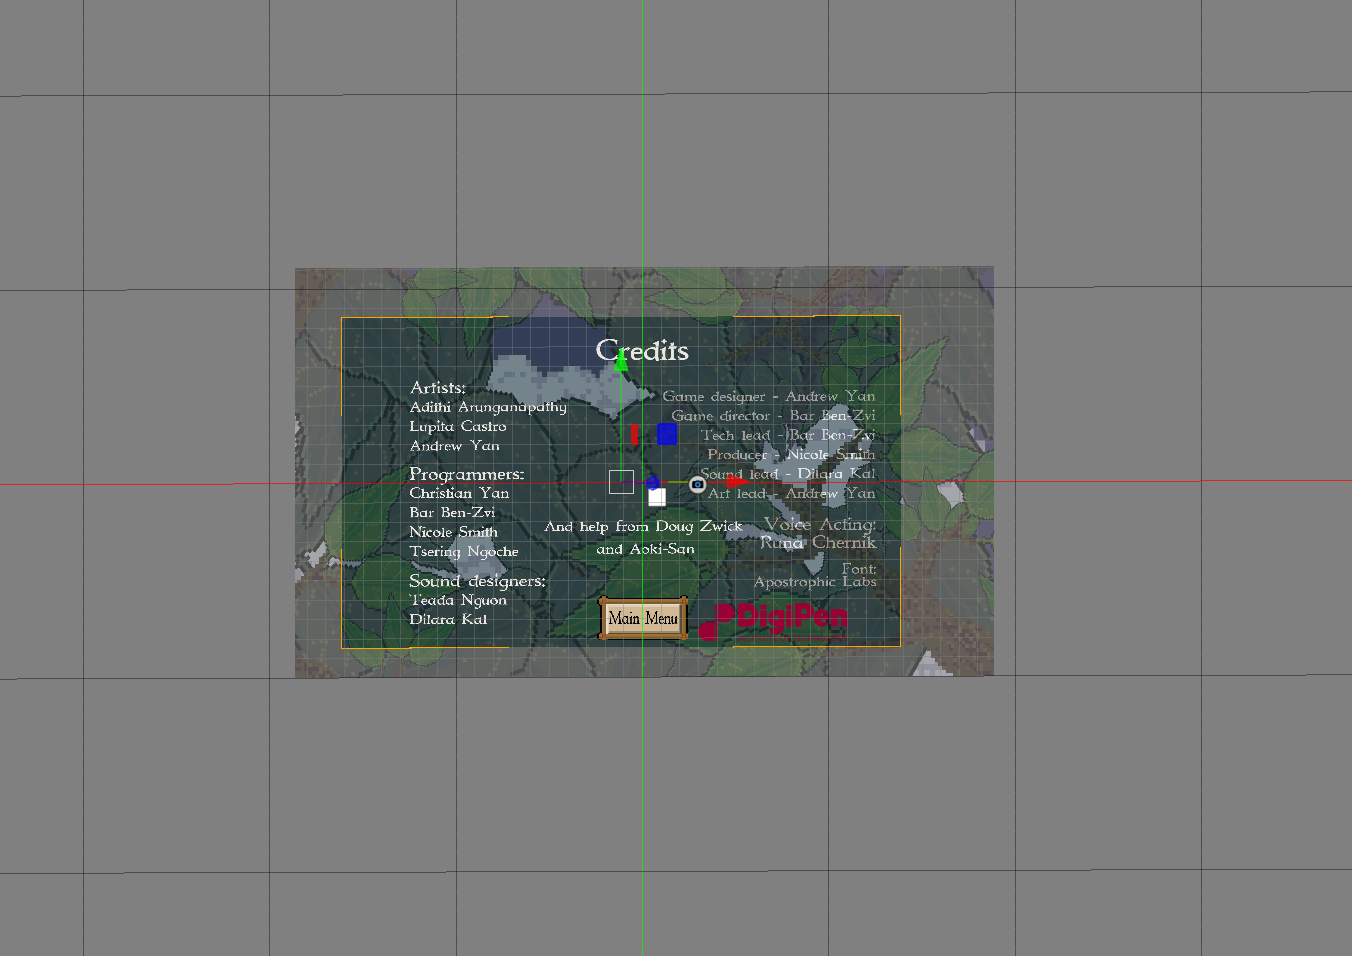 Credits
Artists:
Adithi Arunganapathy
Lupita Castro
Andrew Yan
Programmers:
Christian Yan
Bar Ben-Zvi
Nicole Smith
Tsering Ngoche
Sound designers:
Teada Nguon
Dilara Kal
Game designer - Andrew Yan
Game director - Bar Ben-Zvi
Tech lead - Bar Ben-Zvi
Producer - Nicole Smith
Sound lead - Dilara Kal
Art lead - Andrew Yan
And help from Doug Zwick
and Aoki-San
Voice Acting:
Runa Chernik
Font:
Apostrophic Labs
Main Menu
DigiPen